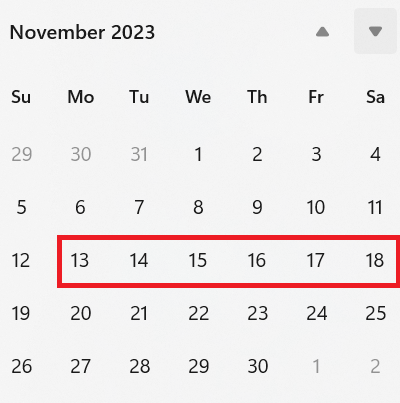 November 2023
Su Mo Tu We Th Fr Sa
29 30 31 1 2 3 4
5 6 7 8 9 10 11
12 13 14 15 16 17 18
19 20 21 22 23 24 25
26 27 28 29 30 1 2